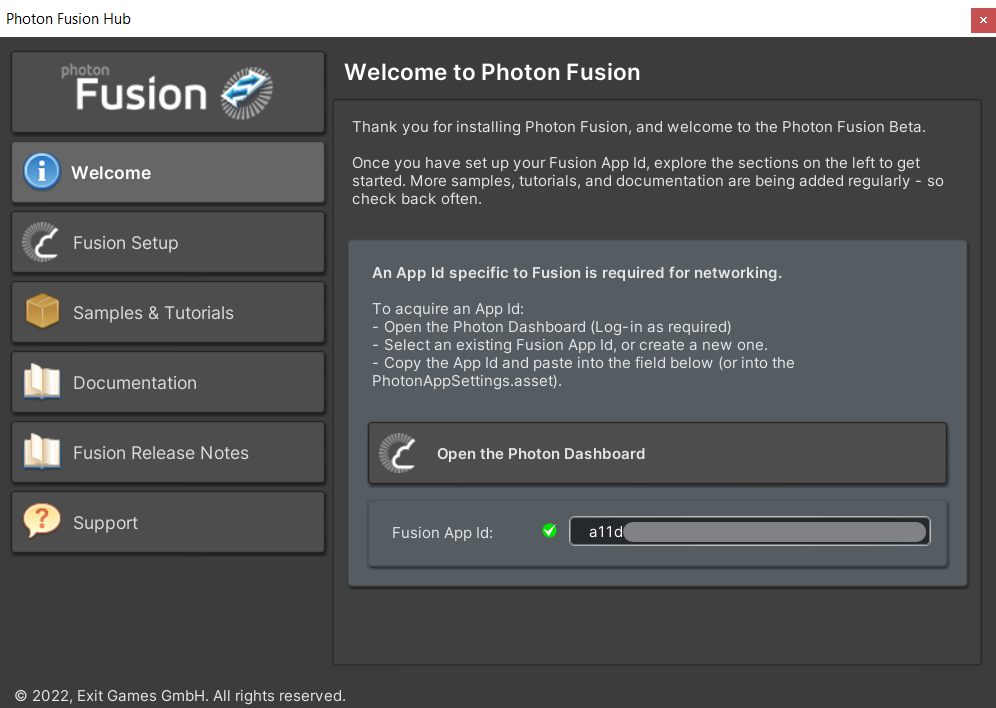 Photon Fusion Hub
photon
Fusion
Welcome
Fusion Setup
Samples & Tutorials
Documentation
Fusion Release Notes
Support
Welcome to Photon Fusion
Thank you for installing Photon Fusion, and welcome to the Photon Fusion Beta.
Once you have set up your Fusion App Id, explore the sections on the left to get
started. More samples, tutorials, and documentation are being added regularly - so
check back often.
An App Id specific to Fusion is required for networking.
To acquire an App Id:
- Open the Photon Dashboard (Log-in as required)
- Select an existing Fusion App Id, or create a new one.
- Copy the App Id and paste into the field below (or into the
PhotonAppSettings.asset).
Open the Photon Dashboard
Fusion App Id: a11d
© 2022, Exit Games GmbH. All rights reserved.